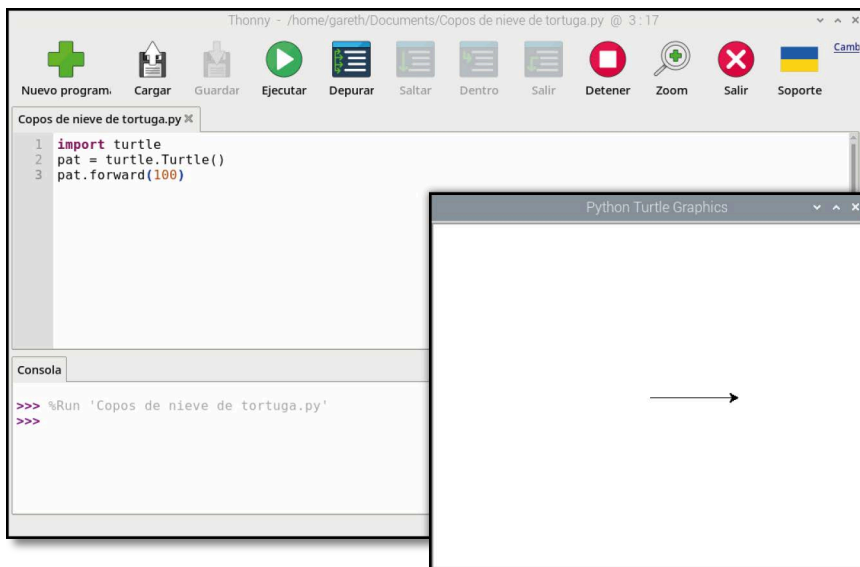 Thonny - /home/gareth/Documents/Copos de nieve de tortuga.py @ 3:17
Camb
Nuevo program. Cargar Guardar Ejecutar Depurar Saltar Dentro Salir Detener Zoom Salir Soporte
Copos de nieve de tortuga.py
1 import turtle
2 pat = turtle.Turtle()
3 pat.forward(100)
Python Turtle Graphics
Consola
>>> %Run 'Copos de nieve de tortuga.py'
>>>